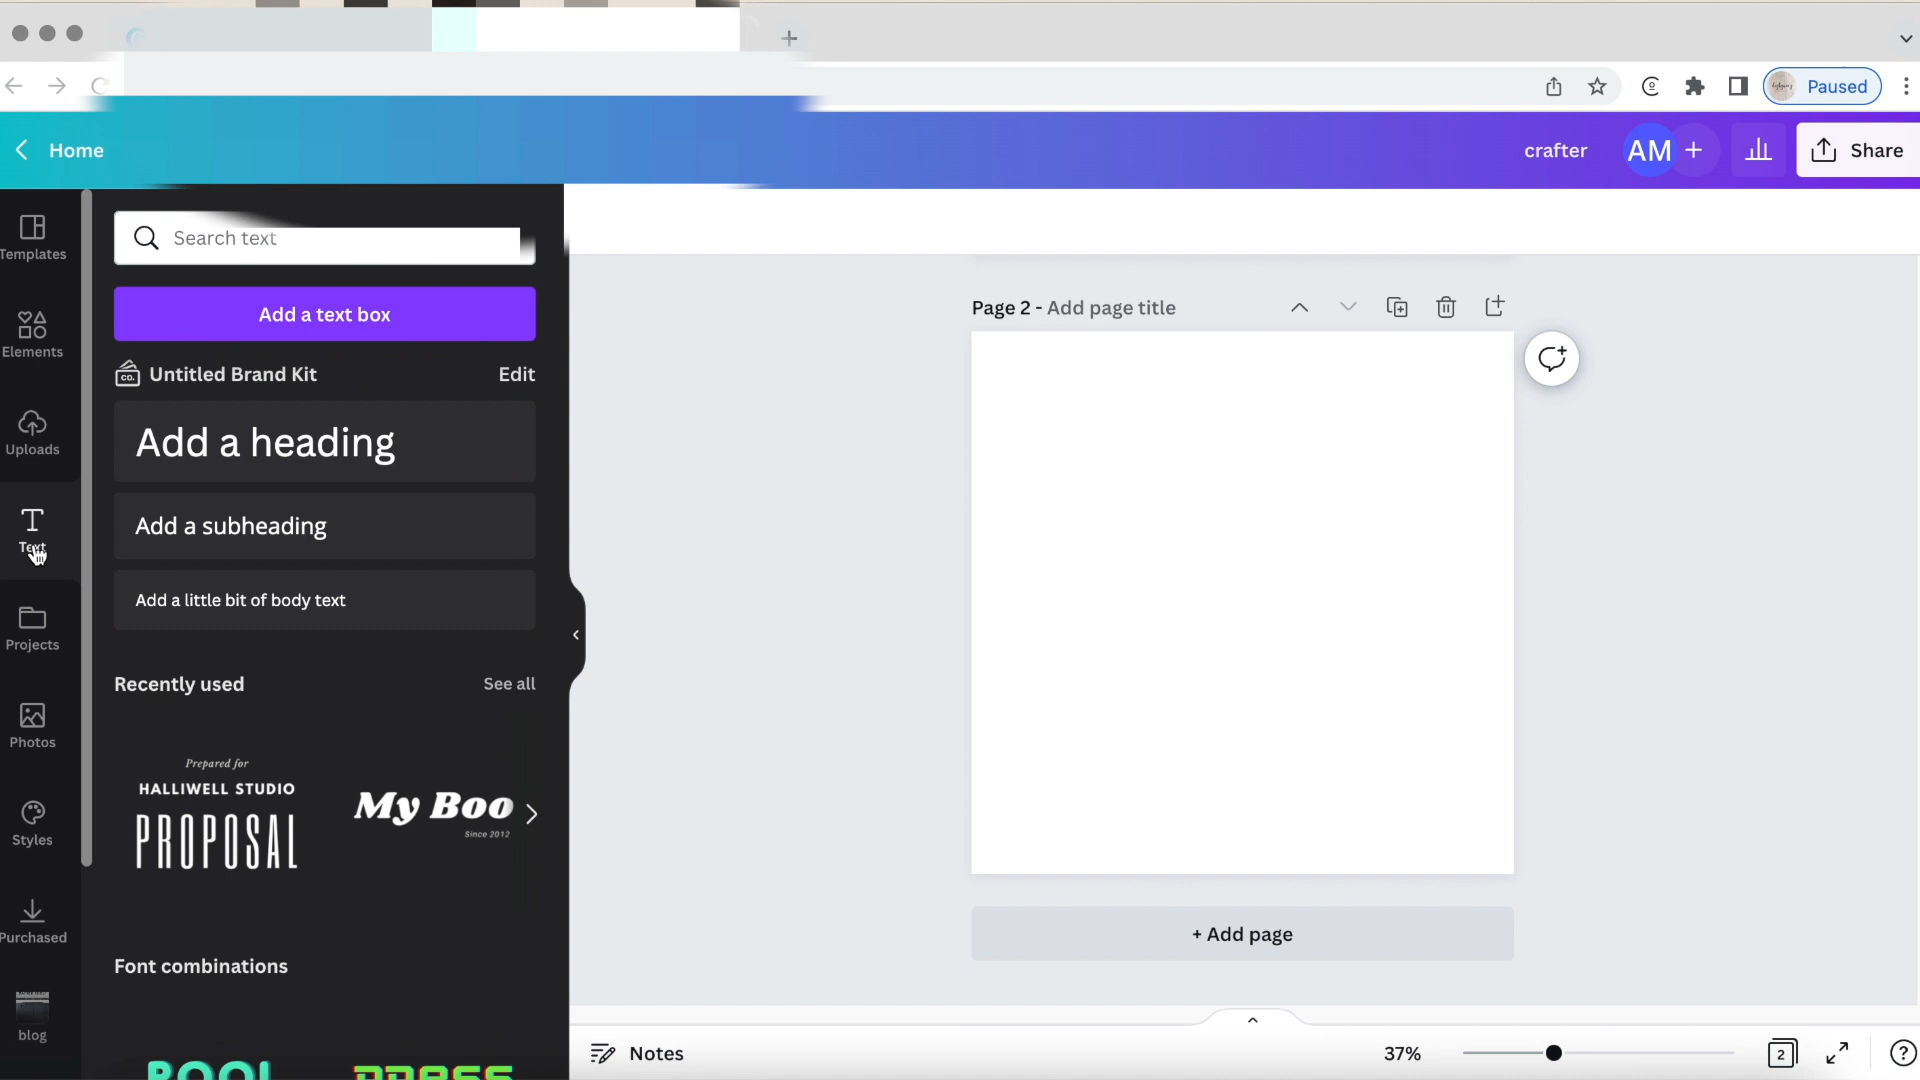 Paused
Home
crafter
AM
Share
Templates
Elements
Uploads
Text
Projects
Photos
Styles
Purchased
blog
Search text
Add a text box
co.
Untitled Brand Kit
Edit
Add a heading
Add a subheading
Add a little bit of body text
Recently used
See all
Prepared for
HALLIWELL STUDIO
PROPOSAL
My Boo
Since 2012
Font combinations
Page 2 - Add page title
+ Add page
Notes
37%
2
?